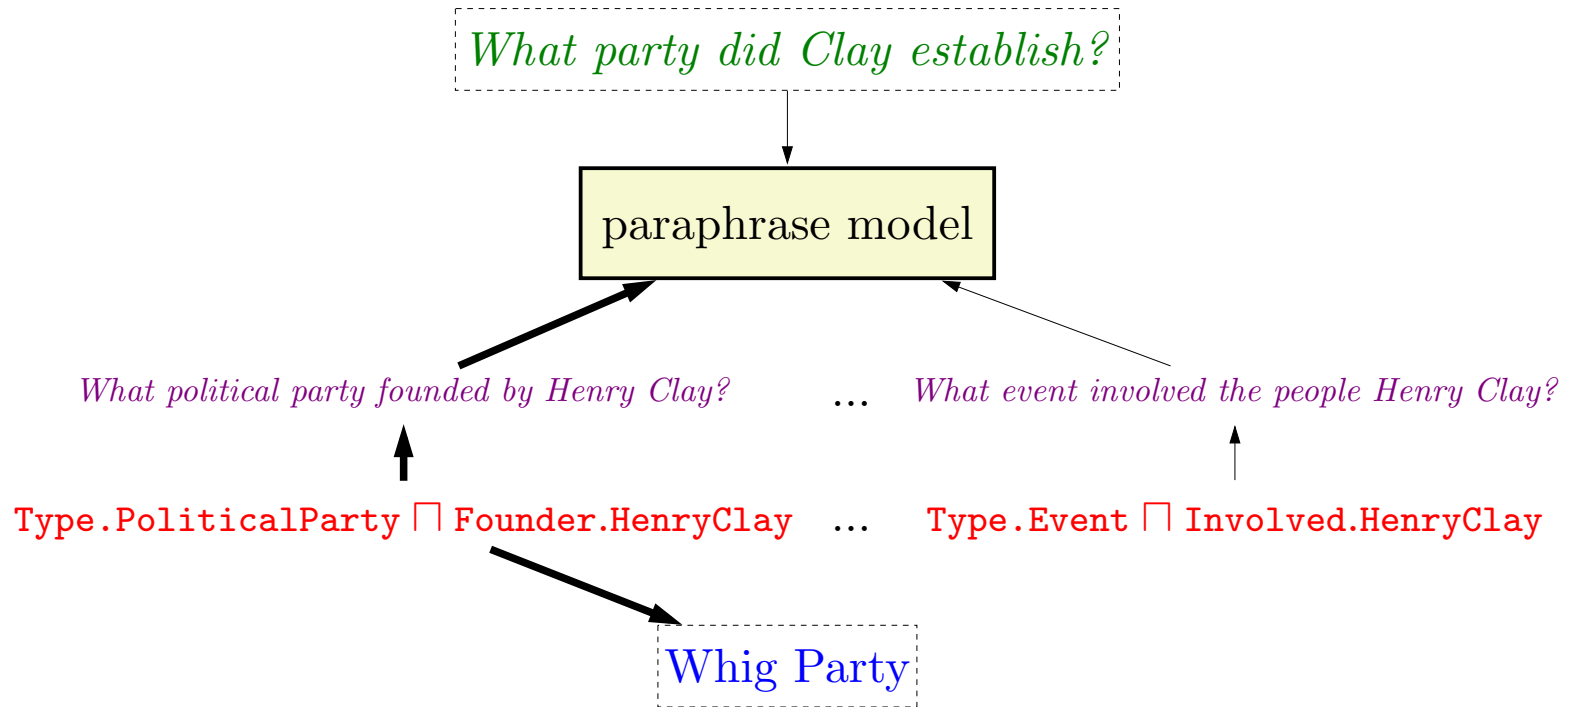 What party did Clay establish?
paraphrase model
What political party founded by Henry Clay? ... What event involved the people Henry Clay?
Type.PoliticalParty ⊓ Founder.HenryClay ... Type.Event ⊓ Involved.HenryClay
Whig Party